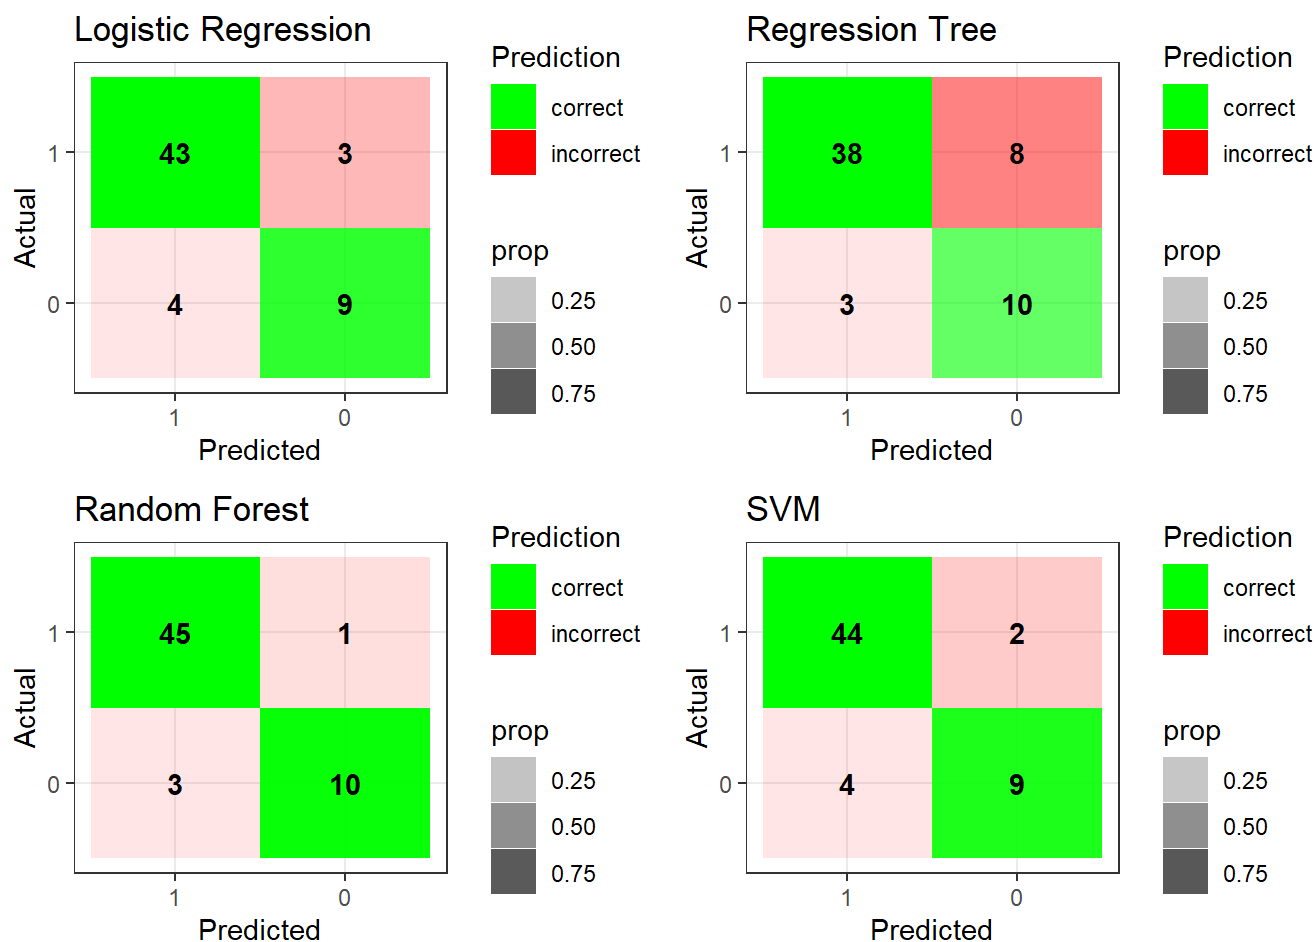 Logistic Regression
Actual
1
0
43
3
4
9
1
0
Predicted
Prediction
correct
incorrect
prop
0.25
0.50
0.75
Regression Tree
Actual
1
0
38
8
3
10
1
0
Predicted
Prediction
correct
incorrect
prop
0.25
0.50
0.75
Random Forest
Actual
1
0
45
1
3
10
1
0
Predicted
Prediction
correct
incorrect
prop
0.25
0.50
0.75
SVM
Actual
1
0
44
2
4
9
1
0
Predicted
Prediction
correct
incorrect
prop
0.25
0.50
0.75